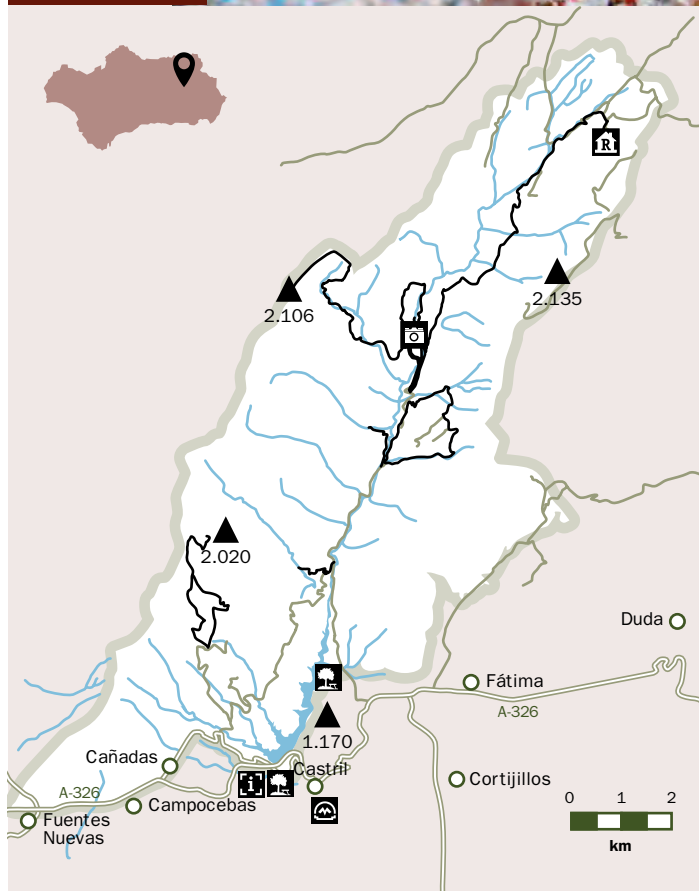 R
2.106
2.135
2.020
Duda
Fátima
A-326
1.170
Cañadas
Castril
i
Cortijillos
A-326
Campocebas
Fuentes
Nuevas
0 1 2
km